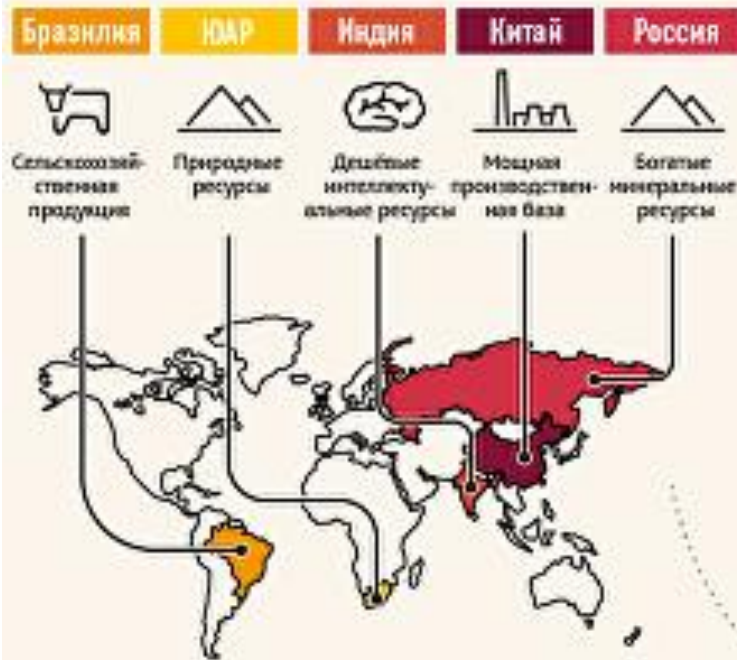 Бразилия
ЮАР
Индия
Китай
Россия
Сельскохозяй-
ственная
продукция
Природные
ресурсы
Дешёвые
интеллекту-
альные ресурсы
Мощная
производствен-
ная база
Богатые
минеральные
ресурсы